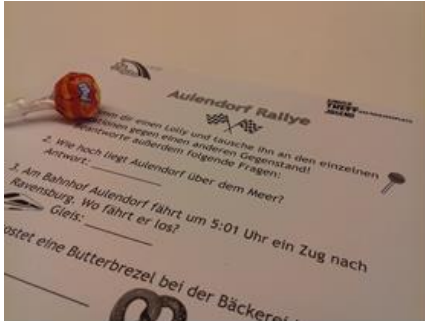 Aulendorf Rallye
dir einen Lolly und tausche ihn an den einzelnen
gegen einen anderen Gegenstand!
Beantworte außerdem folgende Fragen:
2. Wie hoch liegt Aulendorf über dem Meer?
Antwort:
3. Am Bahnhof Aulendorf fährt um 5:01 Uhr ein Zug nach
Ravensburg. Wo fährt er los?
Gleis:
eine Butterbrezel bei der Bäckerei